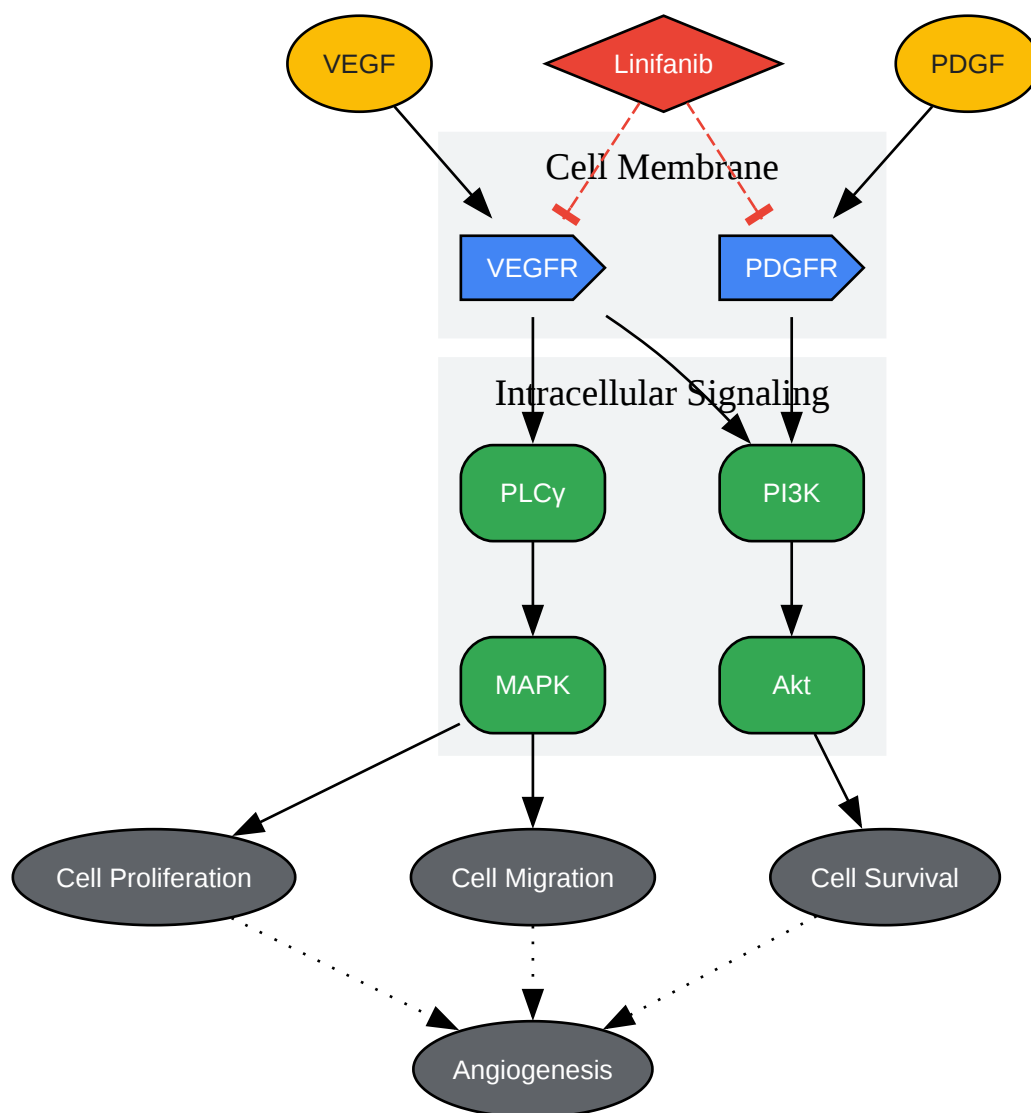 VEGF
Linifanib
PDGF
Cell Membrane
VEGFR
PDGFR
Intracellular Signaling
PLCγ
PI3K
MAPK
Akt
Cell Proliferation
Cell Migration
Cell Survival
Angiogenesis